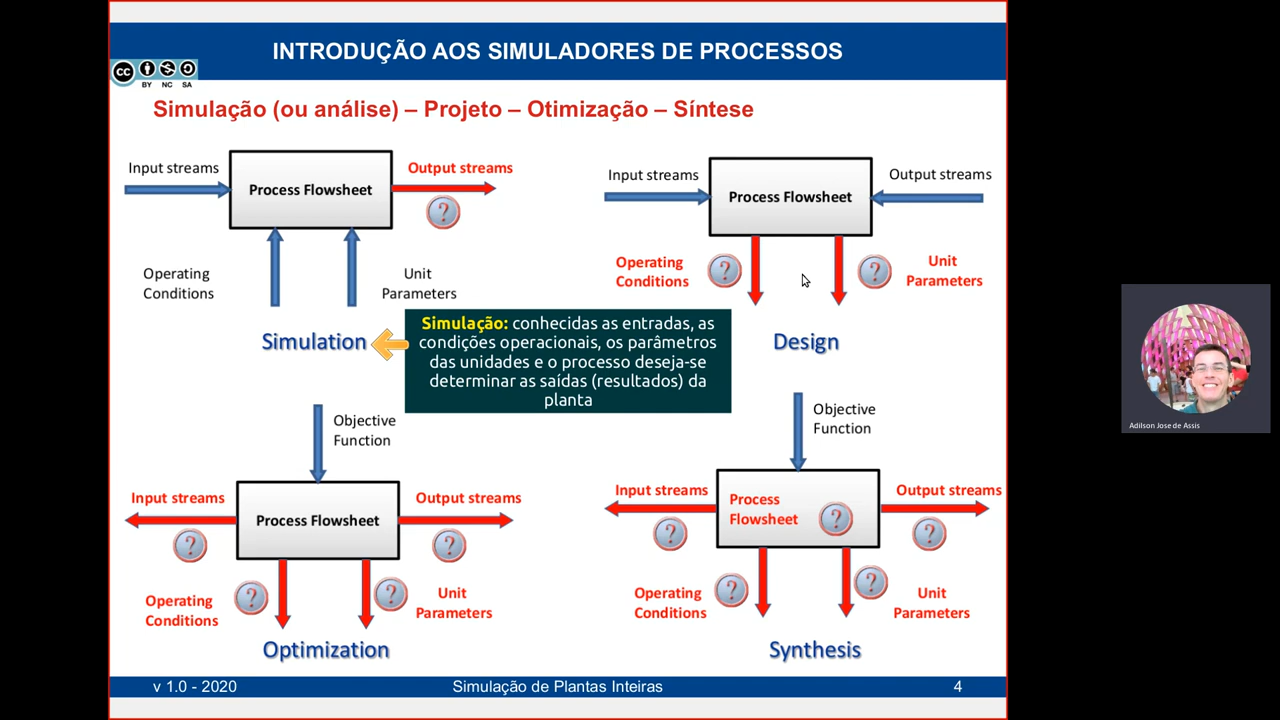 INTRODUÇÃO AOS SIMULADORES DE PROCESSOS
cc
BY NC SA
Simulação (ou análise) – Projeto – Otimização – Síntese
Input streams
Process Flowsheet
Output streams
?
Operating
Conditions
Unit
Parameters
Simulation
Input streams
Process Flowsheet
Output streams
Operating
Conditions
?
?
Unit
Parameters
Design
Simulação: conhecidas as entradas, as
condições operacionais, os parâmetros
das unidades e o processo deseja-se
determinar as saídas (resultados) da
planta
Objective
Function
Input streams
?
Process Flowsheet
Output streams
?
Operating
Conditions
?
?
Unit
Parameters
Optimization
Objective
Function
Input streams
?
Process
Flowsheet
?
Output streams
?
Operating
Conditions
?
?
Unit
Parameters
Synthesis
v 1.0 - 2020
Simulação de Plantas Inteiras
4
Adilson Jose de Assis